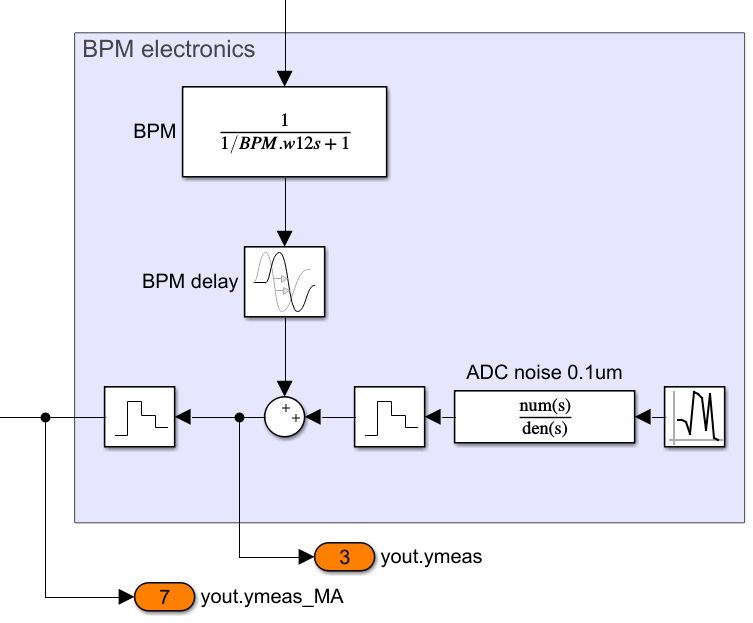 BPM electronics
BPM
1
1/BPM.w12s + 1
BPM delay
ADC noise 0.1um
+
+
num(s)
den(s)
3
yout.ymeas
7
yout.ymeas_MA